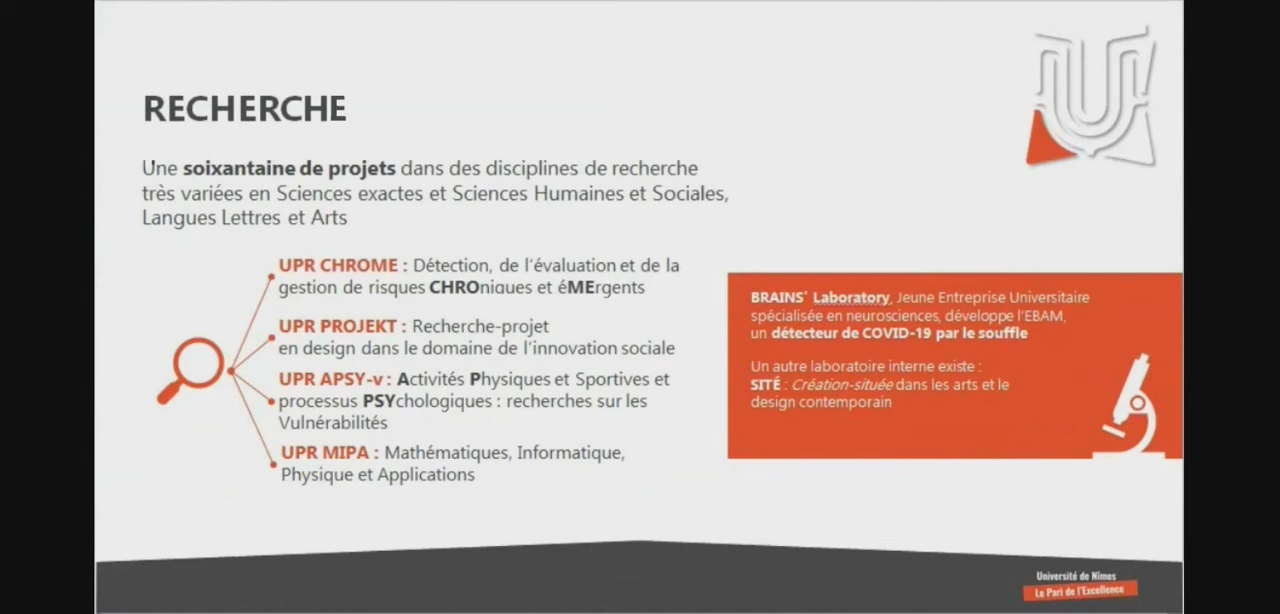 RECHERCHE
Une soixantaine de projets dans des disciplines de recherche
très variées en Sciences exactes et Sciences Humaines et Sociales,
Langues Lettres et Arts
UPR CHROME : Détection, de l'évaluation et de la
gestion de risques CHROniques et éMErgents
UPR PROJEKT : Recherche-projet
en design dans le domaine de l'innovation sociale
UPR APSY-v : Activités Physiques et Sportives et
processus PSYchologiques : recherches sur les
Vulnérabilités
UPR MIPA : Mathématiques, Informatique,
Physique et Applications
BRAINS' Laboratory, Jeune Entreprise Universitaire
spécialisée en neurosciences, développe l'EBAM,
un détecteur de COVID-19 par le souffle
Un autre laboratoire interne existe :
SITÉ : Création-située dans les arts et le
design contemporain
Université de Nîmes
Le Pari de l'Excellence